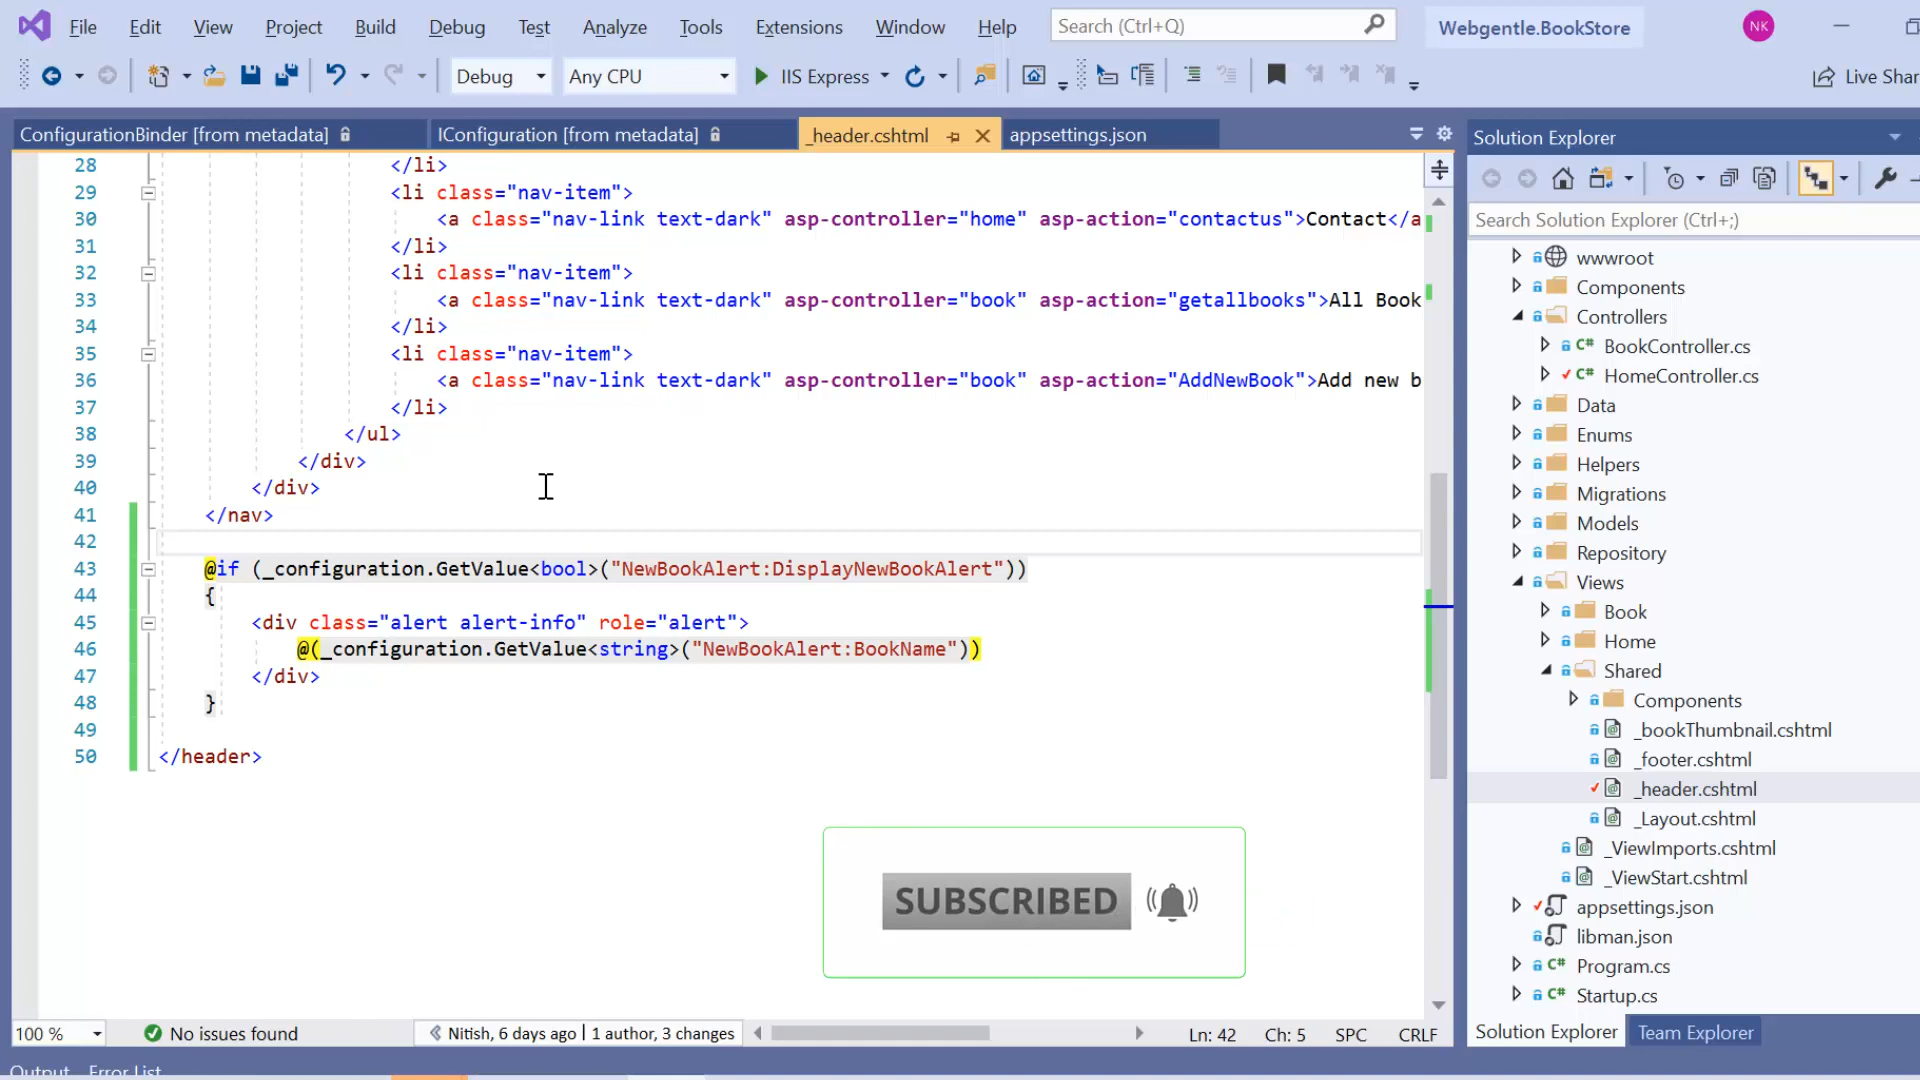 File Edit View Project Build Debug Test Analyze Tools Extensions Window Help Search (Ctrl+Q) Webgentle.BookStore NK
Debug Any CPU IIS Express Live Shar
ConfigurationBinder [from metadata] IConfiguration [from metadata] _header.cshtml appsettings.json
28 </li>
29 <li class="nav-item">
30 <a class="nav-link text-dark" asp-controller="home" asp-action="contactus">Contact</a
31 </li>
32 <li class="nav-item">
33 <a class="nav-link text-dark" asp-controller="book" asp-action="getallbooks">All Book
34 </li>
35 <li class="nav-item">
36 <a class="nav-link text-dark" asp-controller="book" asp-action="AddNewBook">Add new b
37 </li>
38 </ul>
39 </div>
40 </div>
41 </nav>
42
43 @if (_configuration.GetValue<bool>("NewBookAlert:DisplayNewBookAlert"))
44 {
45 <div class="alert alert-info" role="alert">
46 @(_configuration.GetValue<string>("NewBookAlert:BookName"))
47 </div>
48 }
49
50 </header>
SUBSCRIBED
100 % No issues found Nitish, 6 days ago | 1 author, 3 changes Ln: 42 Ch: 5 SPC CRLF
Output Error List
Solution Explorer
Search Solution Explorer (Ctrl+;)
wwwroot
Components
Controllers
C# BookController.cs
C# HomeController.cs
Data
Enums
Helpers
Migrations
Models
Repository
Views
Book
Home
Shared
Components
_bookThumbnail.cshtml
_footer.cshtml
_header.cshtml
_Layout.cshtml
_ViewImports.cshtml
_ViewStart.cshtml
appsettings.json
libman.json
C# Program.cs
C# Startup.cs
Solution Explorer Team Explorer